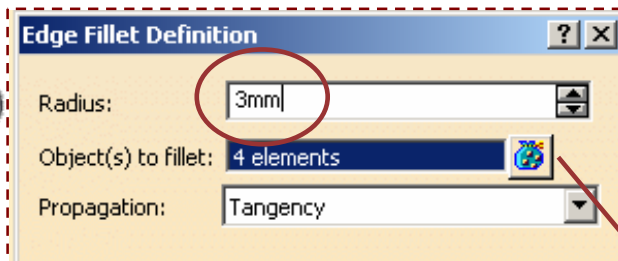 Edge Fillet Definition ? X
Radius: 3mm
Object(s) to fillet: 4 elements
Propagation: Tangency